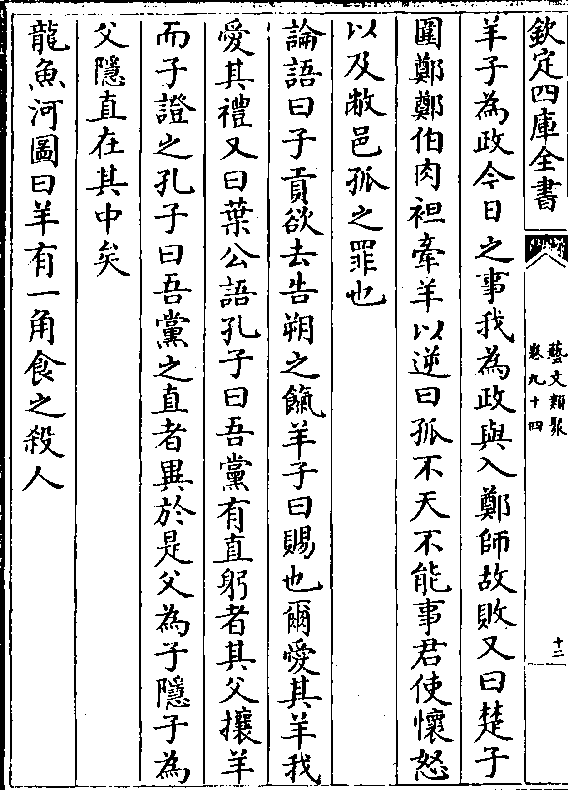 欽定四庫全書
藝文類聚
卷九十四
十二
羊子為政今日之事我為政與入鄭師故敗又曰楚子
圍鄭鄭伯肉袒牽羊以逆曰孤不天不能事君使懷怒
以及敝邑孤之罪也
論語曰子貢欲去告朔之餼羊子曰賜也爾愛其羊我
愛其禮又曰葉公語孔子曰吾黨有直躬者其父攘羊
而子證之孔子曰吾黨之直者異於是父為子隱子為
父隱直在其中矣
龍魚河圖曰羊有一角食之殺人